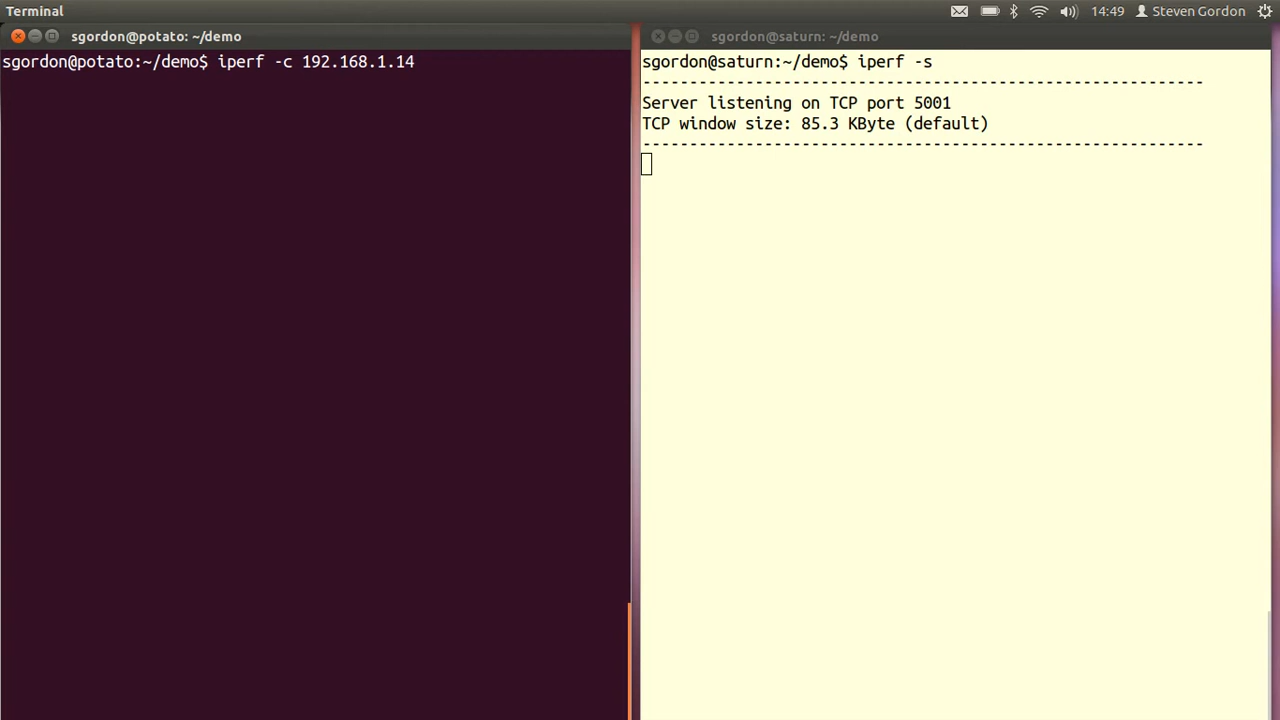 Terminal
14:49 Steven Gordon
sgordon@potato: ~/demo
sgordon@potato:~/demo$ iperf -c 192.168.1.14
sgordon@saturn: ~/demo
sgordon@saturn:~/demo$ iperf -s
------------------------------------------------------------
Server listening on TCP port 5001
TCP window size: 85.3 KByte (default)
------------------------------------------------------------